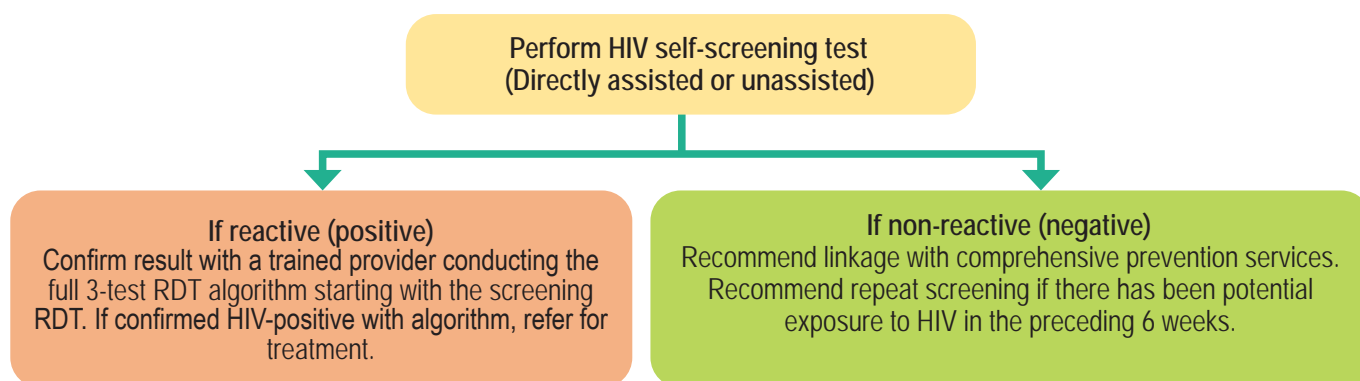 Perform HIV self-screening test
(Directly assisted or unassisted)
If reactive (positive)
Confirm result with a trained provider conducting the
full 3-test RDT algorithm starting with the screening
RDT. If confirmed HIV-positive with algorithm, refer for
treatment.
If non-reactive (negative)
Recommend linkage with comprehensive prevention services.
Recommend repeat screening if there has been potential
exposure to HIV in the preceding 6 weeks.